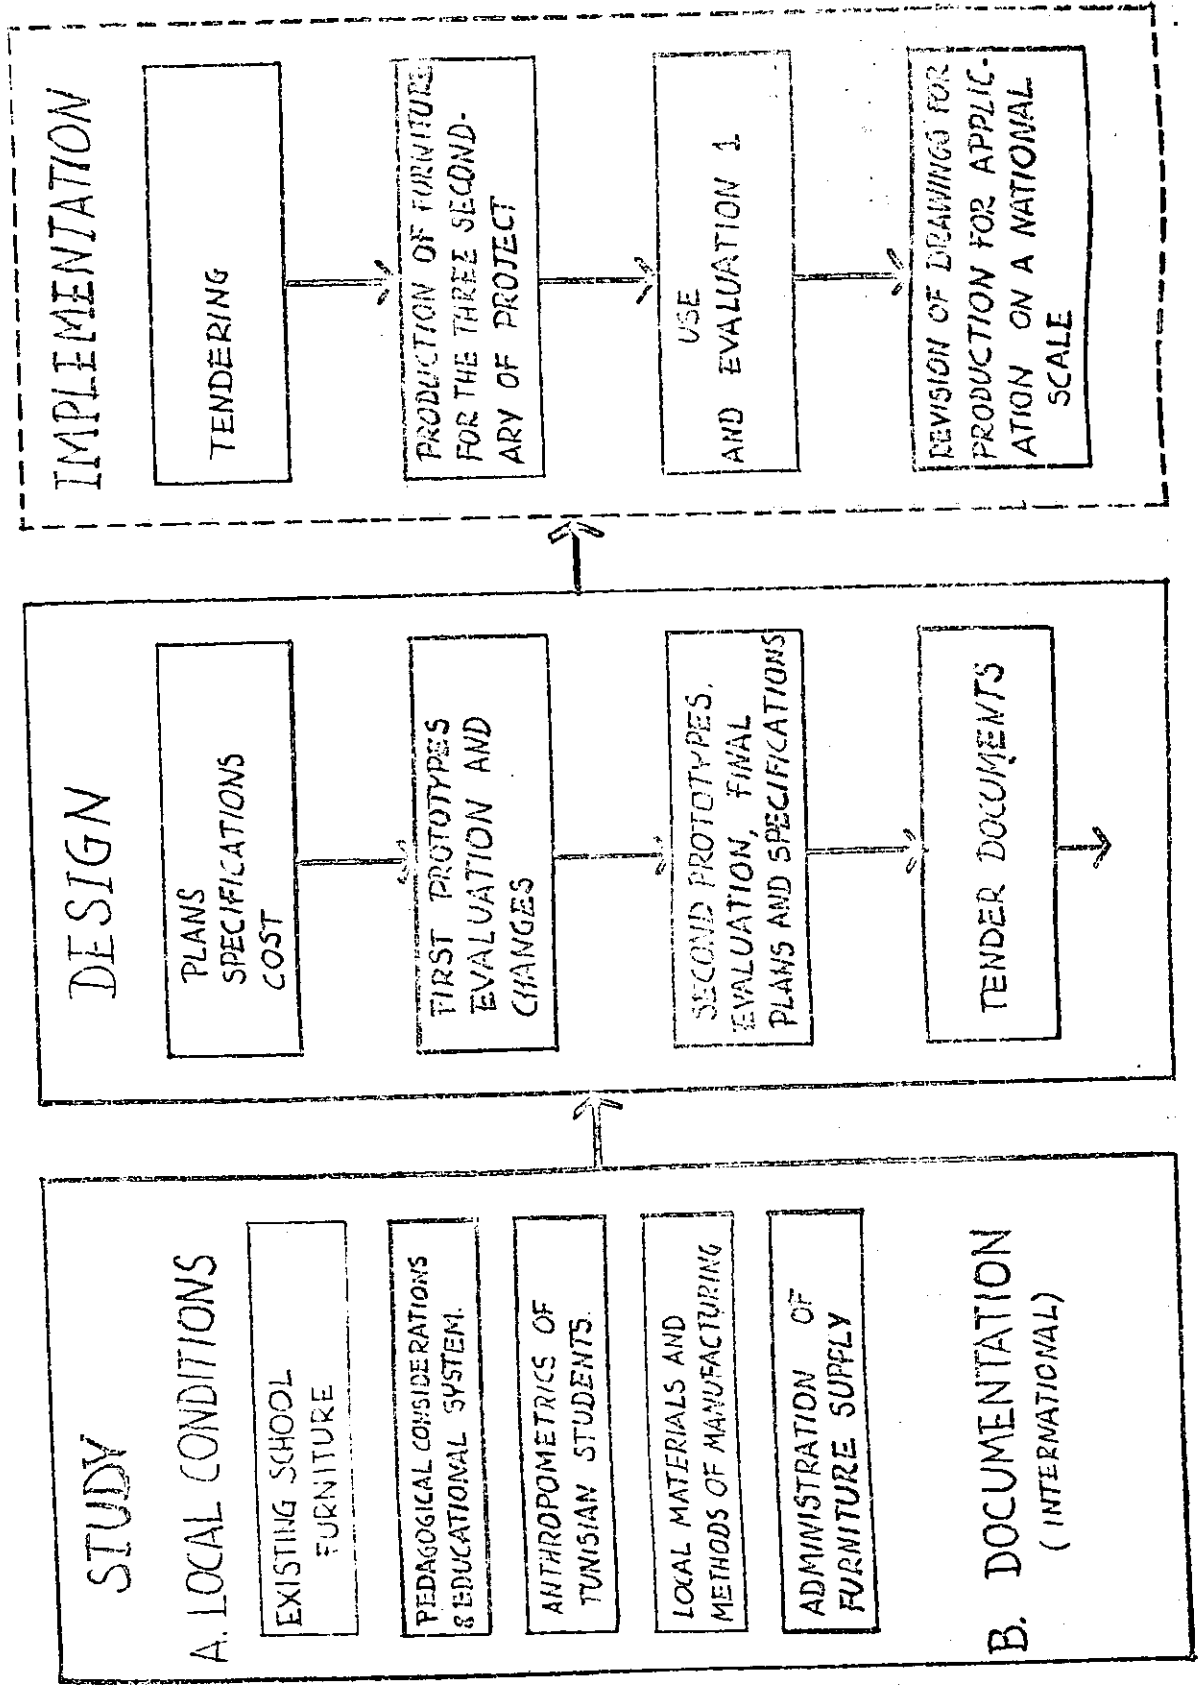 STUDY
A. LOCAL CONDITIONS
EXISTING SCHOOL
FURNITURE
PEDAGOGICAL CONSIDERATIONS
& EDUCATIONAL SYSTEM.
ANTHROPOMETRICS OF
TUNISIAN STUDENTS.
LOCAL MATERIALS AND
METHODS OF MANUFACTURING
ADMINISTRATION OF
FURNITURE SUPPLY
B. DOCUMENTATION
(INTERNATIONAL)
DESIGN
PLANS
SPECIFICATIONS
COST
FIRST PROTOTYPES
EVALUATION AND
CHANGES
SECOND PROTOTYPES.
EVALUATION, FINAL
PLANS AND SPECIFICATIONS
TENDER DOCUMENTS
IMPLEMENTATION
TENDERING
PRODUCTION OF FURNITURE
FOR THE THREE SECOND-
ARY OF PROJECT
USE
AND EVALUATION 1
REVISION OF DRAWINGS FOR
PRODUCTION FOR APPLIC-
ATION ON A NATIONAL
SCALE